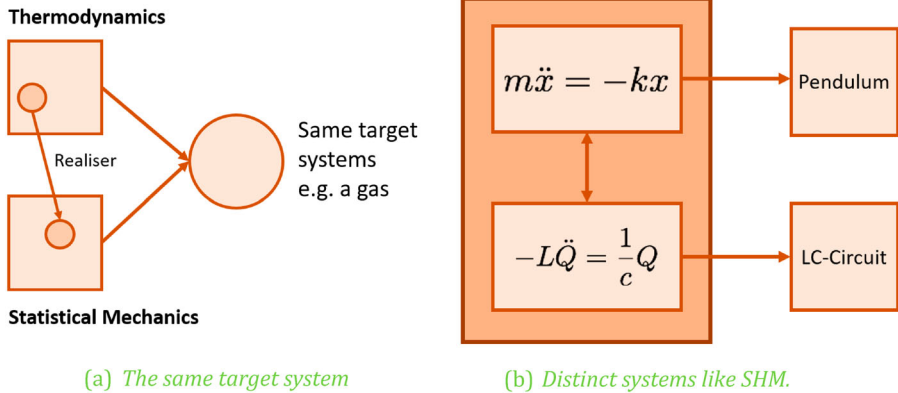 Thermodynamics
Realiser
Same target
systems
e.g. a gas
Statistical Mechanics
(a) The same target system
mẍ = −kx
Pendulum
−LQ̈ = 1/c Q
LC-Circuit
(b) Distinct systems like SHM.